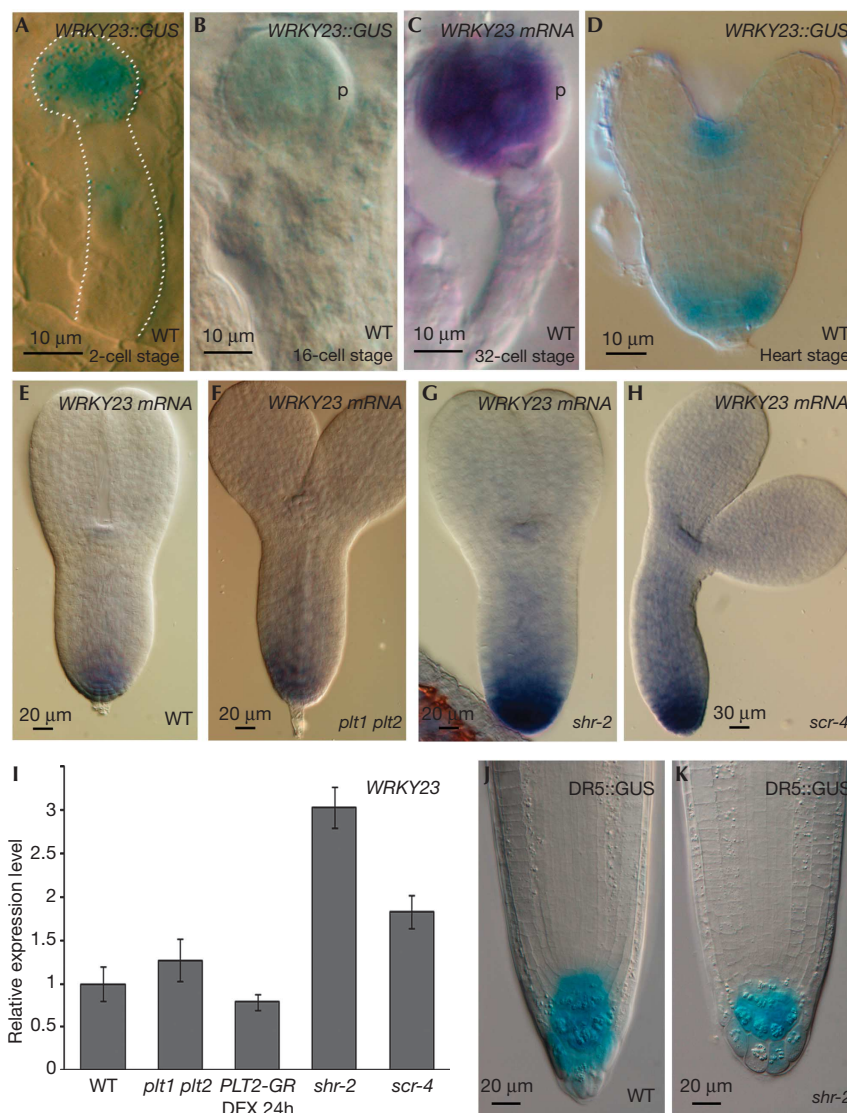 A WRKY23::GUS
WT
10 μm 2-cell stage
B WRKY23::GUS
p
WT
10 μm 16-cell stage
C WRKY23 mRNA
p
WT
10 μm 32-cell stage
D WRKY23::GUS
WT
10 μm Heart stage
E WRKY23 mRNA
20 μm WT
F WRKY23 mRNA
20 μm plt1 plt2
G WRKY23 mRNA
20 μm shr-2
H WRKY23 mRNA
30 μm scr-4
I WRKY23
Relative expression level
3
2.5
2
1.5
1
0.5
0
WT plt1 plt2 PLT2-GR shr-2 scr-4
DEX 24h
J DR5::GUS
20 μm WT
K DR5::GUS
20 μm shr-2